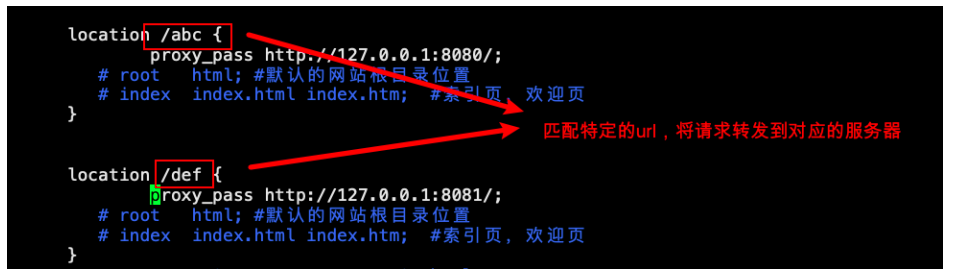 location /abc {
proxy_pass http://127.0.0.1:8080/;
# root html; #默认的网站根目录位置
# index index.html index.htm; #索引页, 欢迎页
}
匹配特定的url，将请求转发到对应的服务器
location /def {
proxy_pass http://127.0.0.1:8081/;
# root html; #默认的网站根目录位置
# index index.html index.htm; #索引页, 欢迎页
}